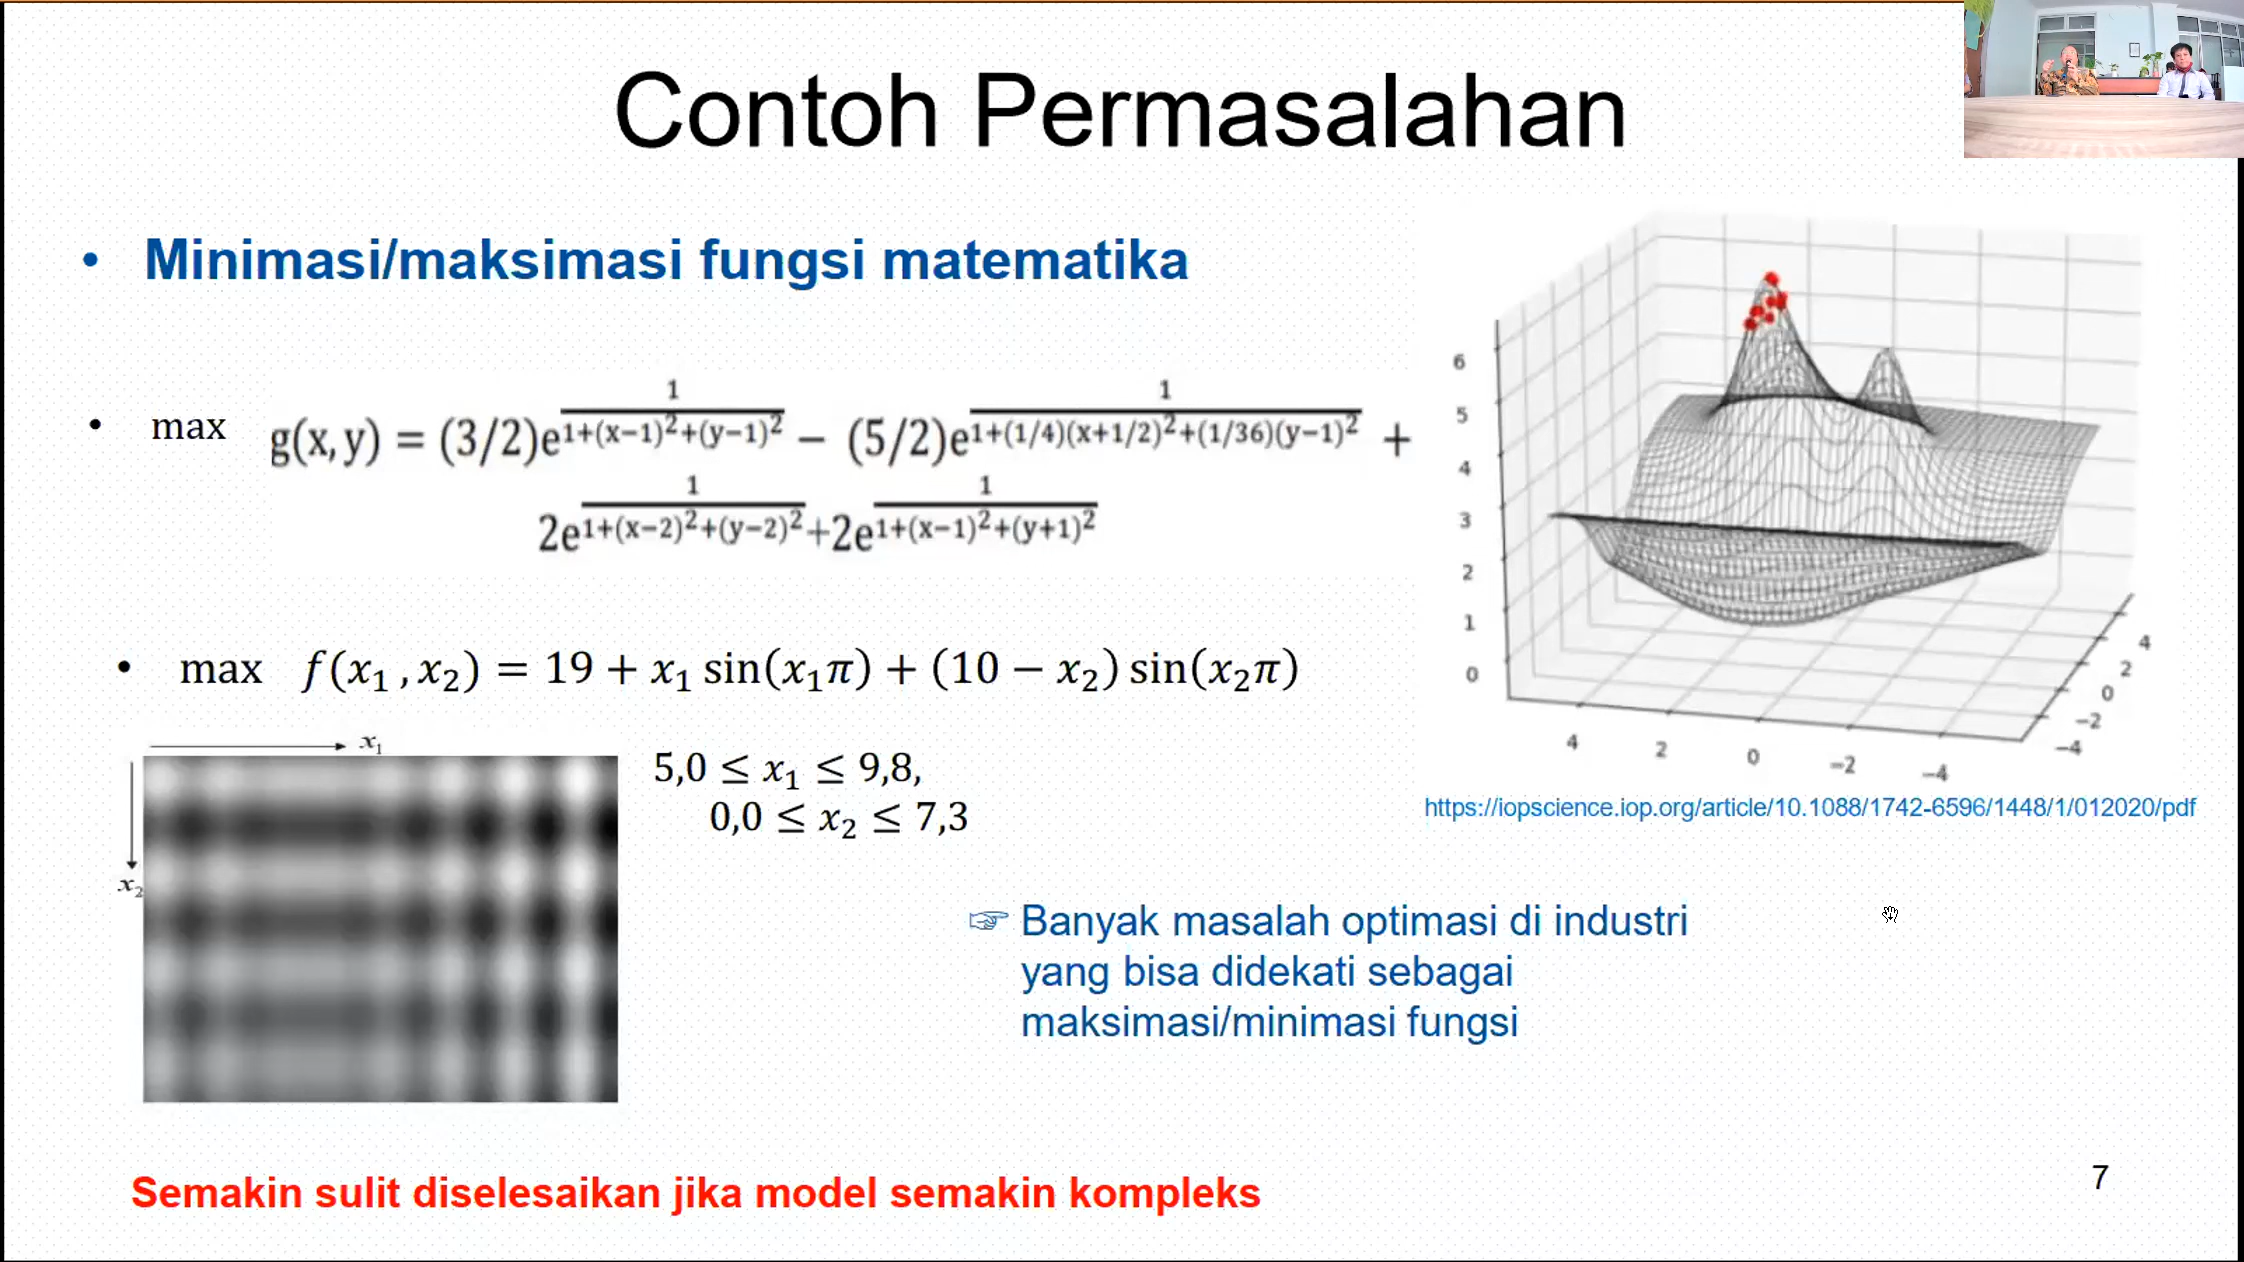 Contoh Permasalahan
• Minimasi/maksimasi fungsi matematika
• max g(x,y) = (3/2)e^{\frac{1}{1+(x−1)^2+(y−1)^2}} − (5/2)e^{\frac{1}{1+(1/4)(x+1/2)^2+(1/36)(y−1)^2}} +
2e^{\frac{1}{1+(x−2)^2+(y−2)^2}}+2e^{\frac{1}{1+(x−1)^2+(y+1)^2}}
• max f(x₁ , x₂) = 19 + x₁ sin(x₁π) + (10 − x₂) sin(x₂π)
x₁
x₂
5,0 ≤ x₁ ≤ 9,8,
0,0 ≤ x₂ ≤ 7,3
6
5
4
3
2
1
0
4 2 0 −2 −4
4
2
0
−2
−4
https://iopscience.iop.org/article/10.1088/1742-6596/1448/1/012020/pdf
☞ Banyak masalah optimasi di industri
yang bisa didekati sebagai
maksimasi/minimasi fungsi
Semakin sulit diselesaikan jika model semakin kompleks
7